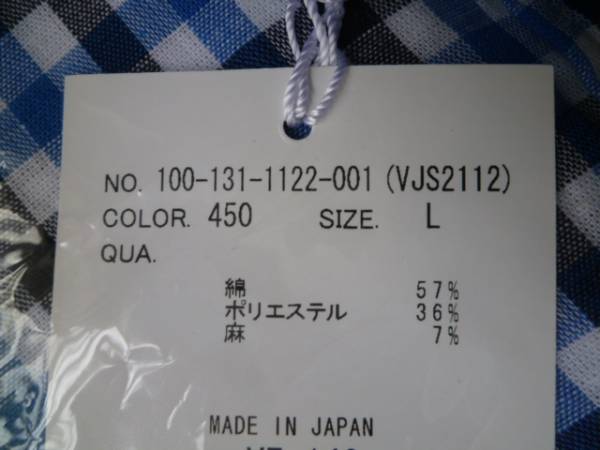 NO. 100-131-1122-001 (VJS2112)
COLOR. 450 SIZE. L
QUA.
綿 57%
ポリエステル 36%
麻 7%
MADE IN JAPAN